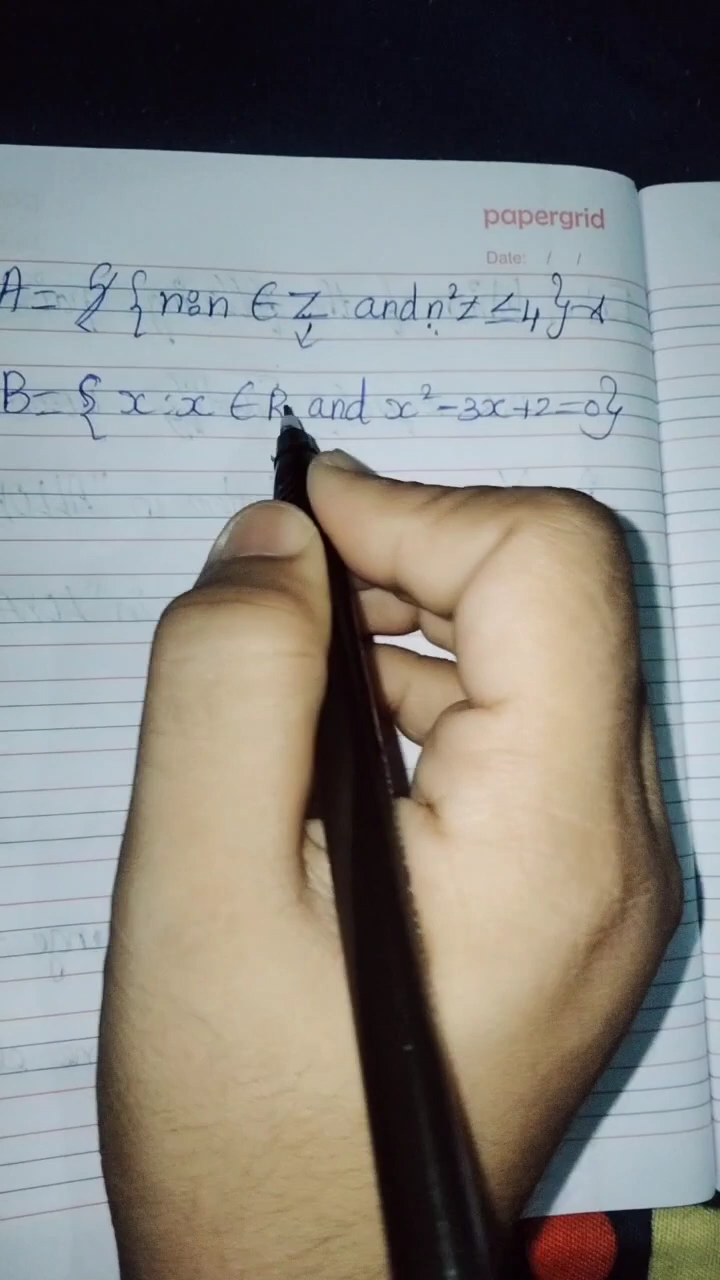 papergrid
Date: / /
A = { n : n ∈ Z and n² ≤ 4 }
B = { x : x ∈ R and x² - 3x + 2 = 0 }